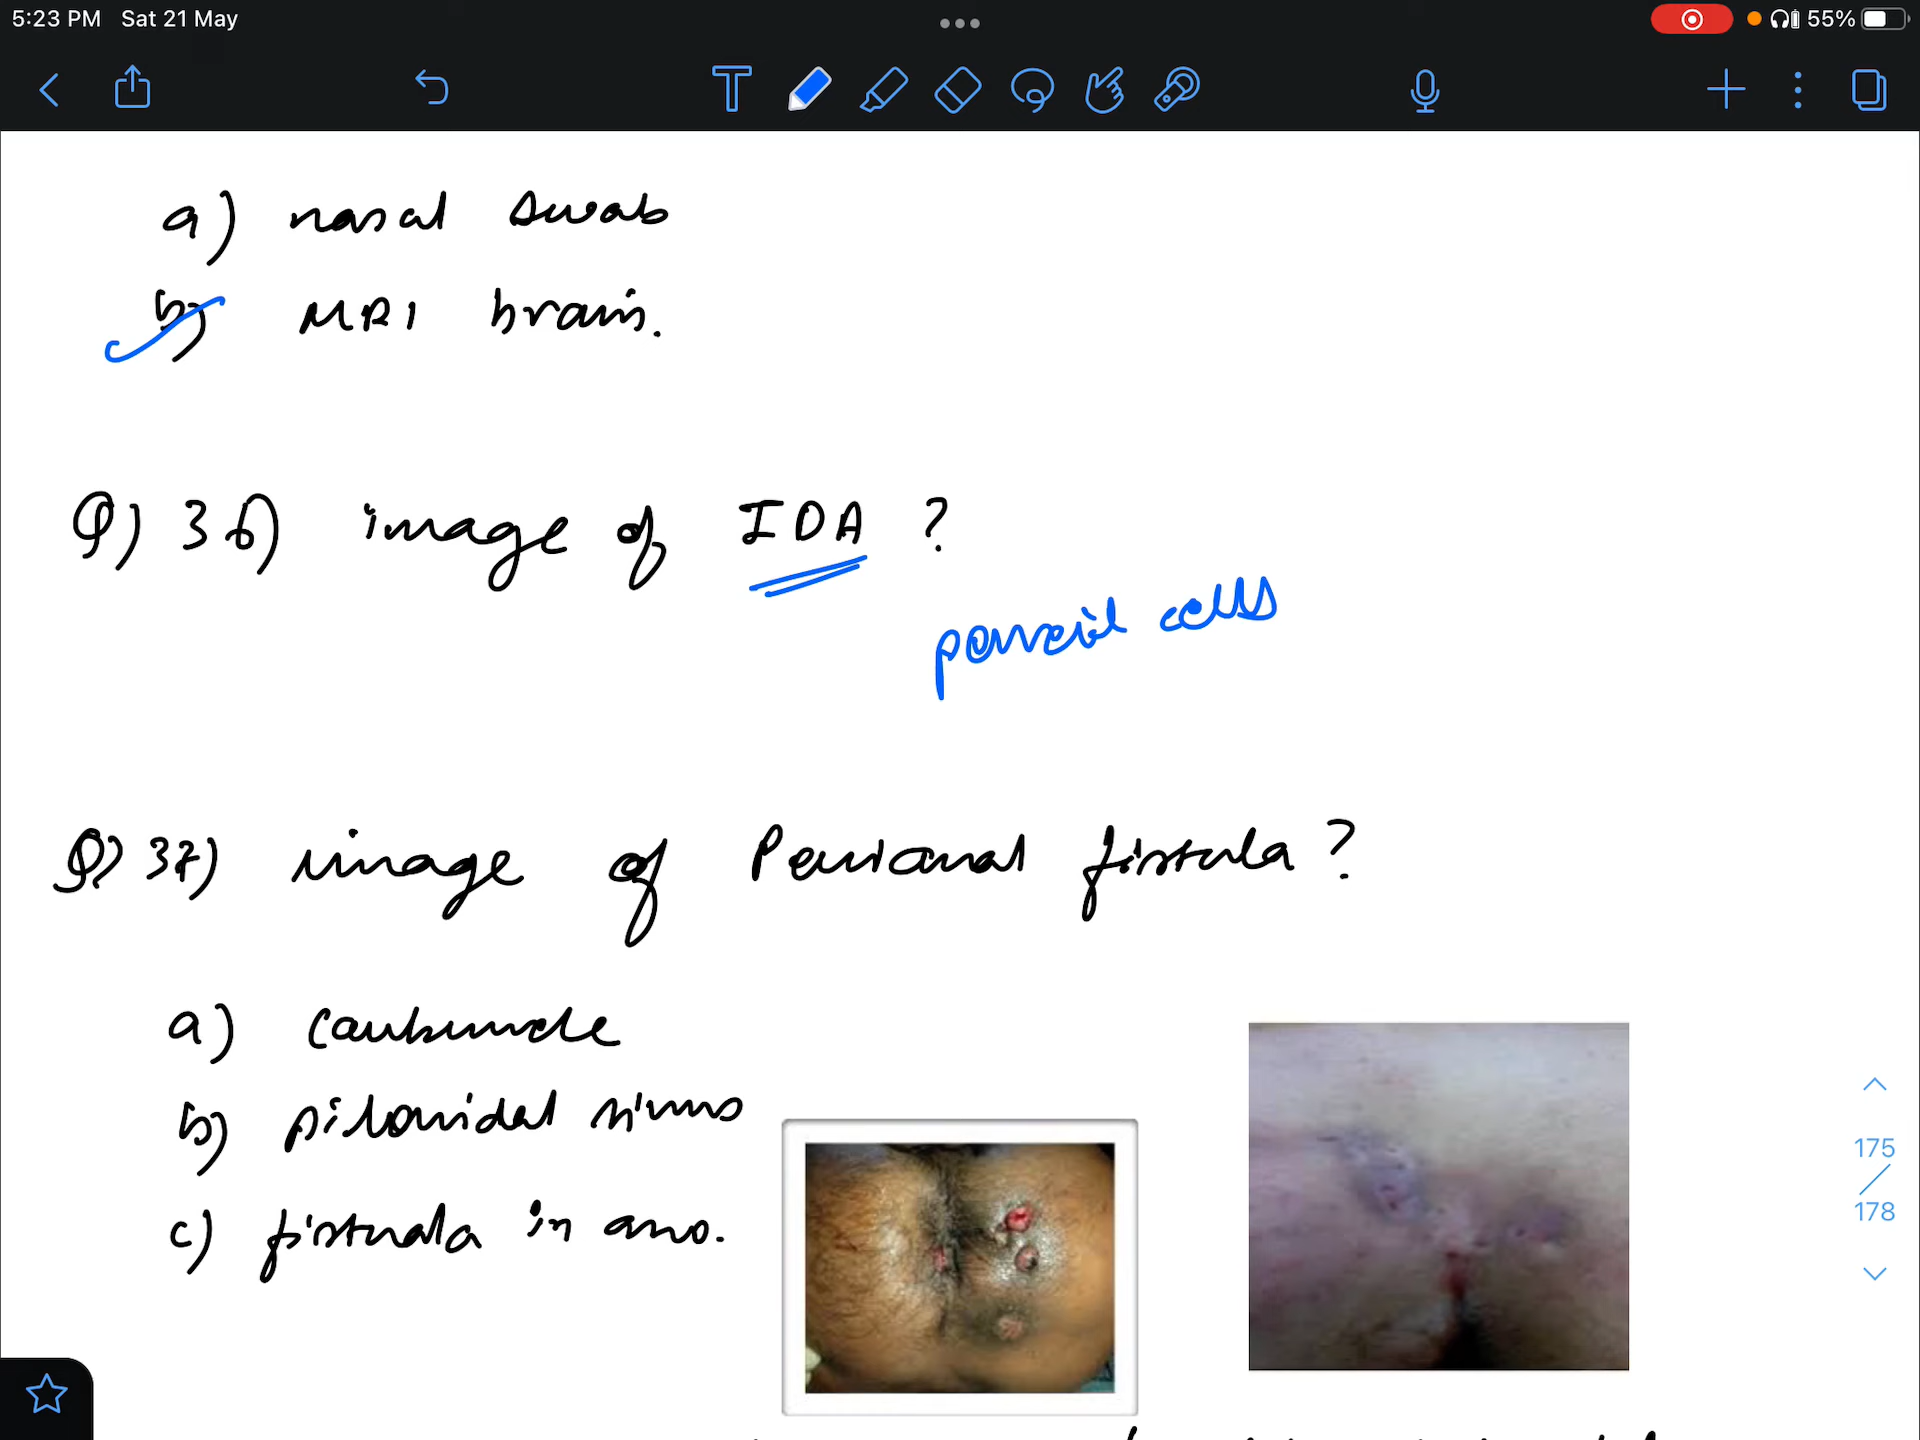 5:23 PM Sat 21 May
55%
a) nasal swab
b) MRI brain.
Q) 36) image of IDA ?
pencil cells
Q) 37) image of Perianal fistula ?
a) Carbuncle
b) pilonidal sinus
c) fistula in ano.
175
178